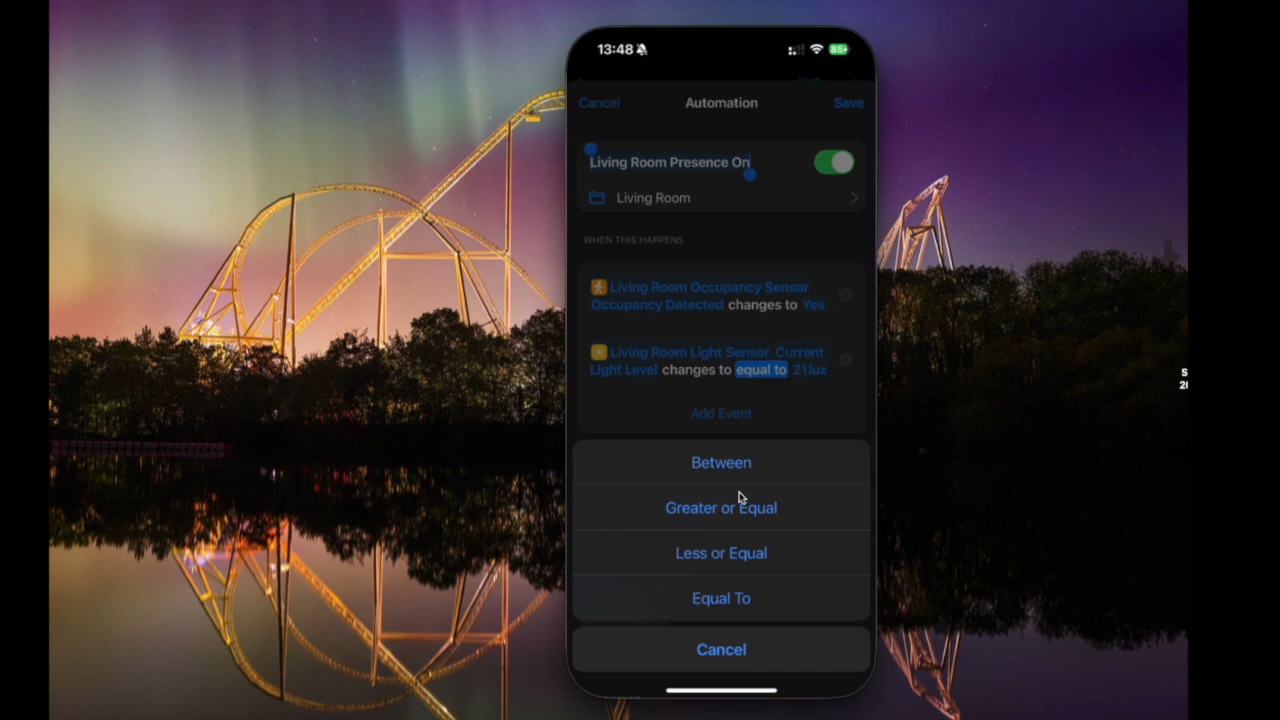 13:48
85+
Cancel
Automation
Save
Living Room Presence On
Living Room
WHEN THIS HAPPENS
Living Room Occupancy Sensor
Occupancy Detected changes to Yes
Living Room Light Sensor Current
Light Level changes to equal to 21lux
Add Event
Between
Greater or Equal
Less or Equal
Equal To
Cancel